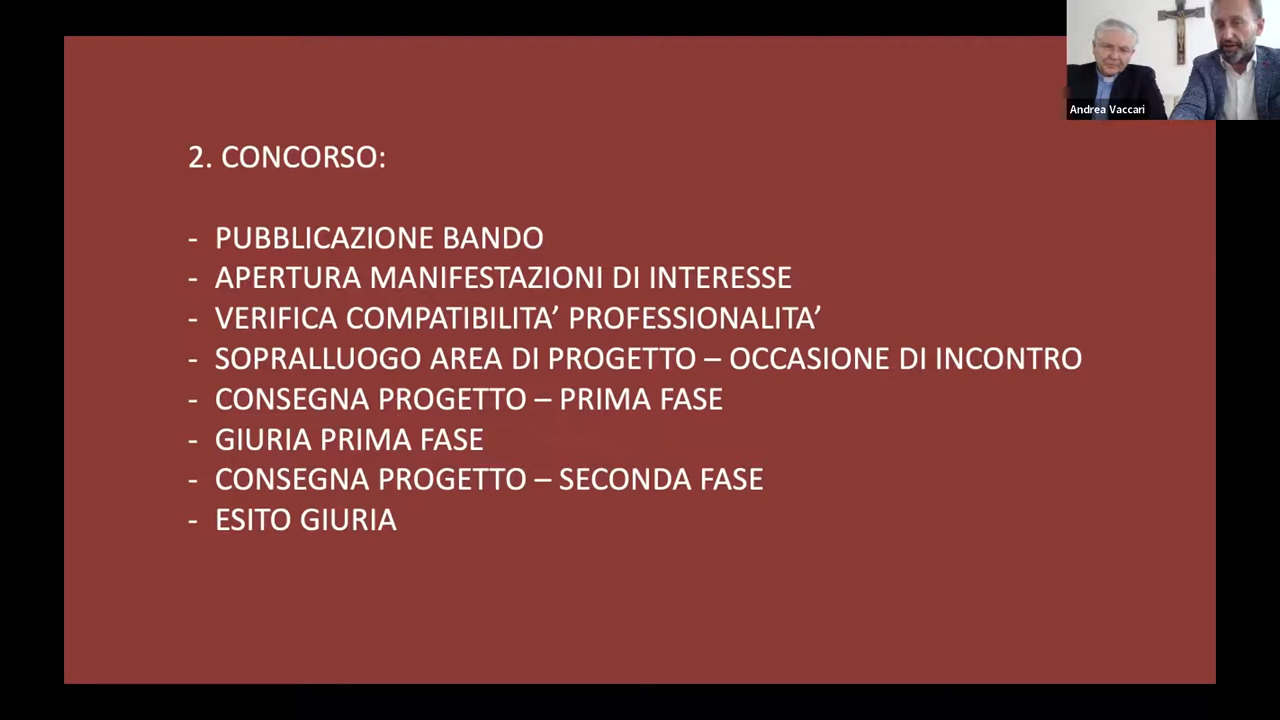 Andrea Vaccari
2. CONCORSO:
- PUBBLICAZIONE BANDO
- APERTURA MANIFESTAZIONI DI INTERESSE
- VERIFICA COMPATIBILITA’ PROFESSIONALITA’
- SOPRALLUOGO AREA DI PROGETTO – OCCASIONE DI INCONTRO
- CONSEGNA PROGETTO – PRIMA FASE
- GIURIA PRIMA FASE
- CONSEGNA PROGETTO – SECONDA FASE
- ESITO GIURIA